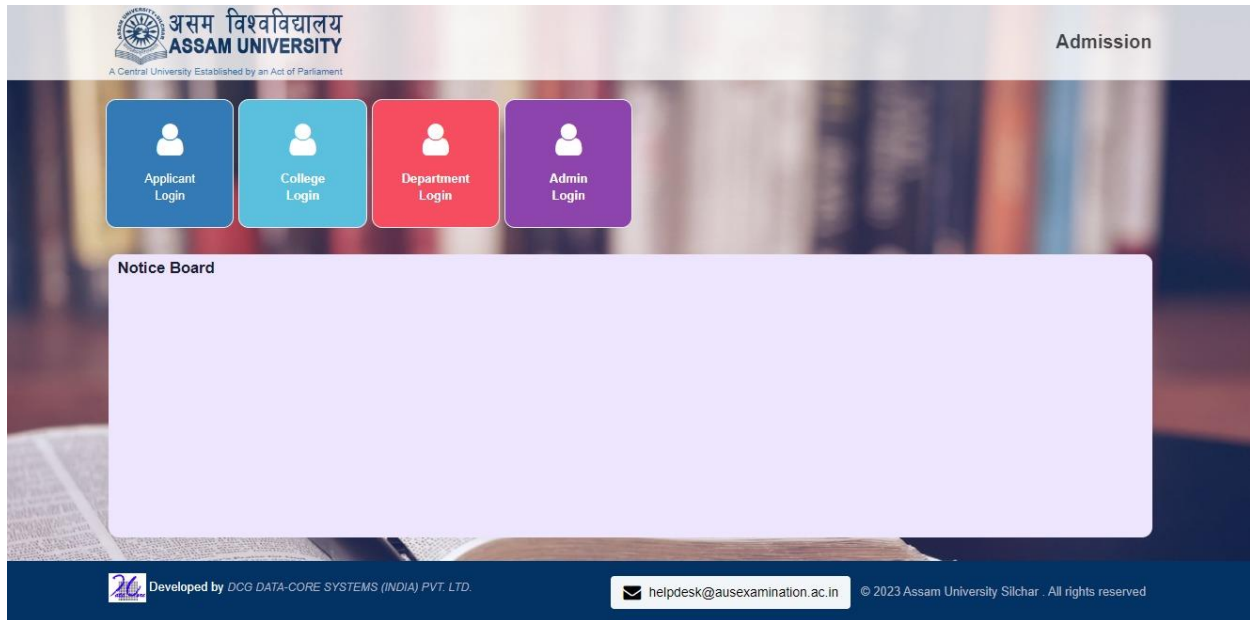 असम विश्वविद्यालय
ASSAM UNIVERSITY
A Central University Established by an Act of Parliament
Admission
Applicant
Login
College
Login
Department
Login
Admin
Login
Notice Board
Developed by DCG DATA-CORE SYSTEMS (INDIA) PVT. LTD.
helpdesk@ausexamination.ac.in
© 2023 Assam University Silchar . All rights reserved